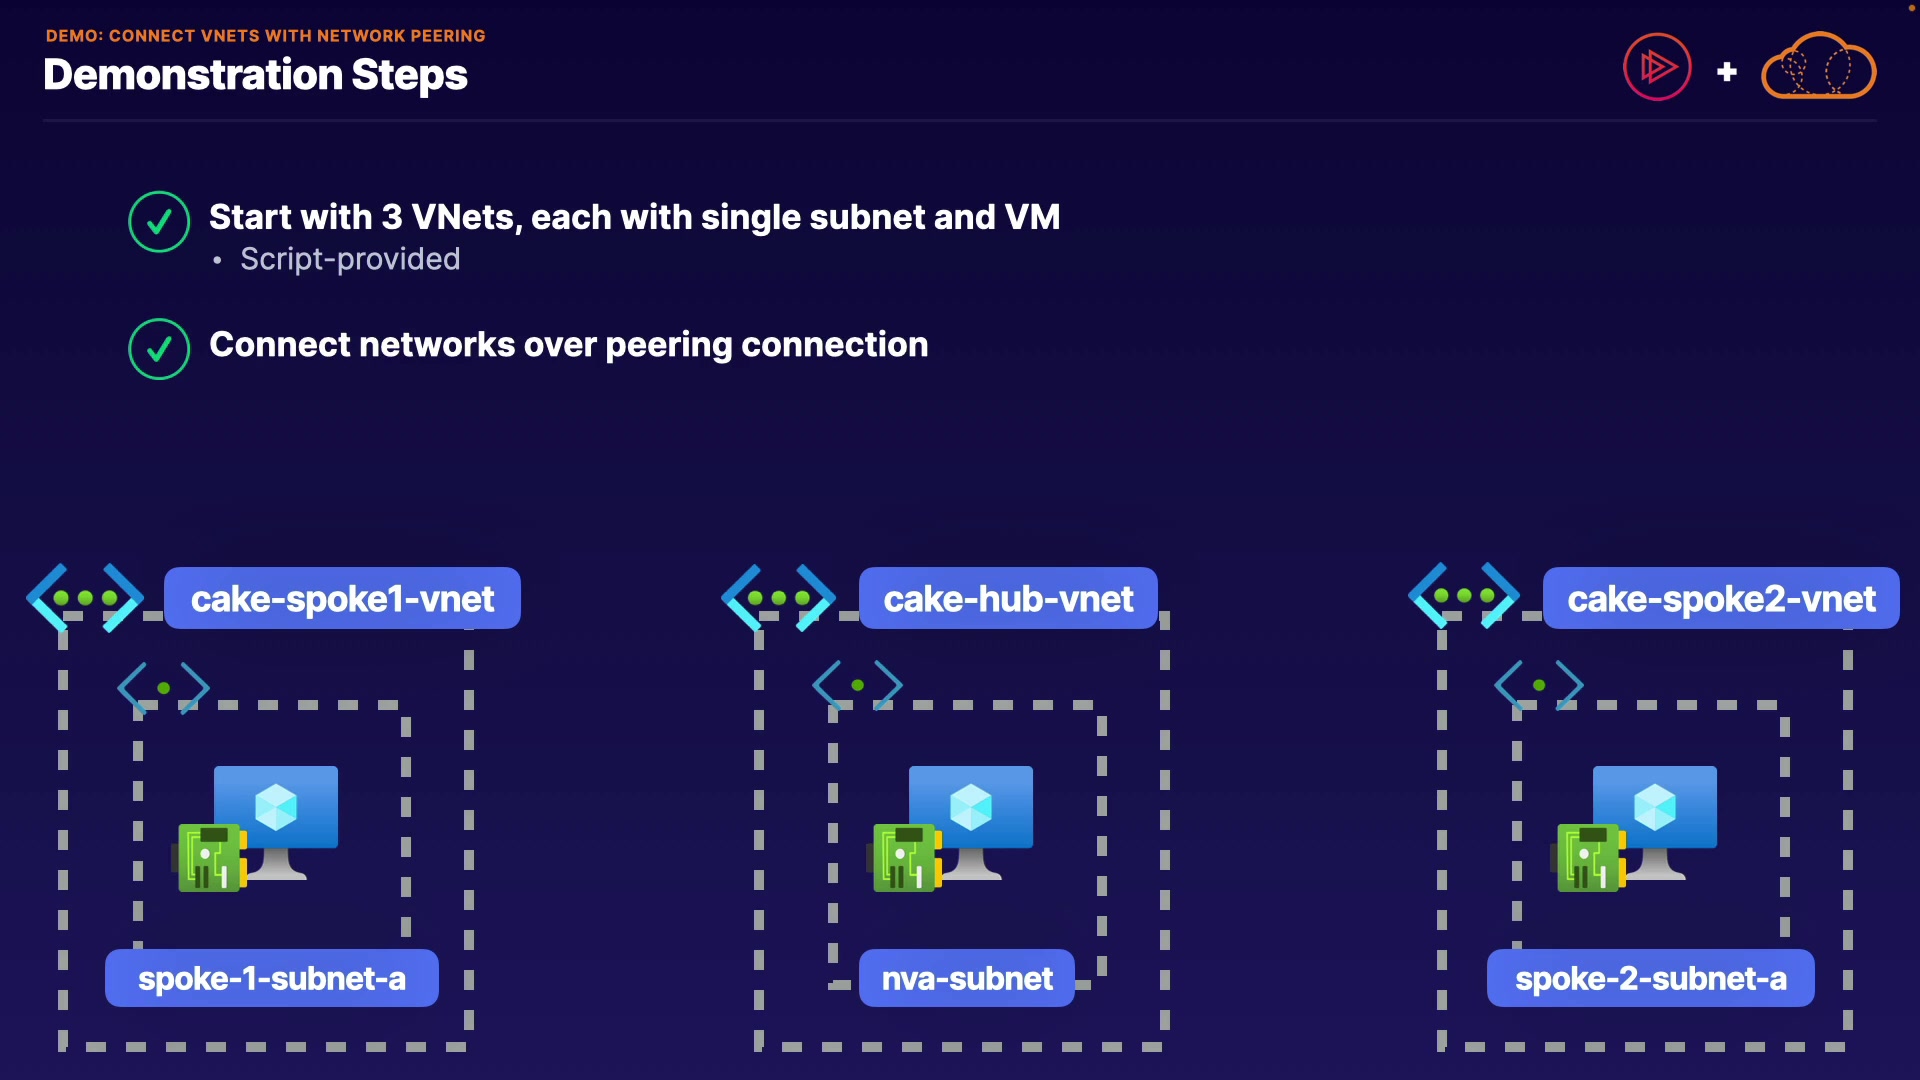 DEMO: CONNECT VNETS WITH NETWORK PEERING
Demonstration Steps
Start with 3 VNets, each with single subnet and VM
• Script-provided
Connect networks over peering connection
cake-spoke1-vnet
cake-hub-vnet
cake-spoke2-vnet
spoke-1-subnet-a
nva-subnet
spoke-2-subnet-a